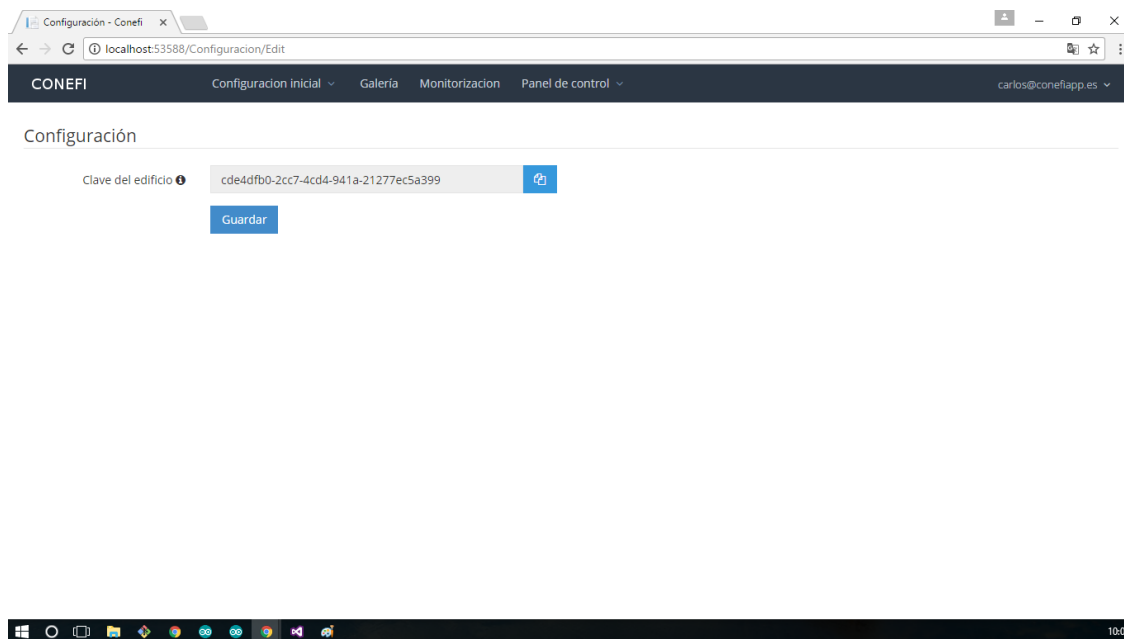 Configuración - Conefi
localhost:53588/Configuracion/Edit
CONEFI Configuracion inicial Galería Monitorizacion Panel de control carlos@conefiapp.es
Configuración
Clave del edificio cde4dfb0-2cc7-4cd4-941a-21277ec5a399
Guardar